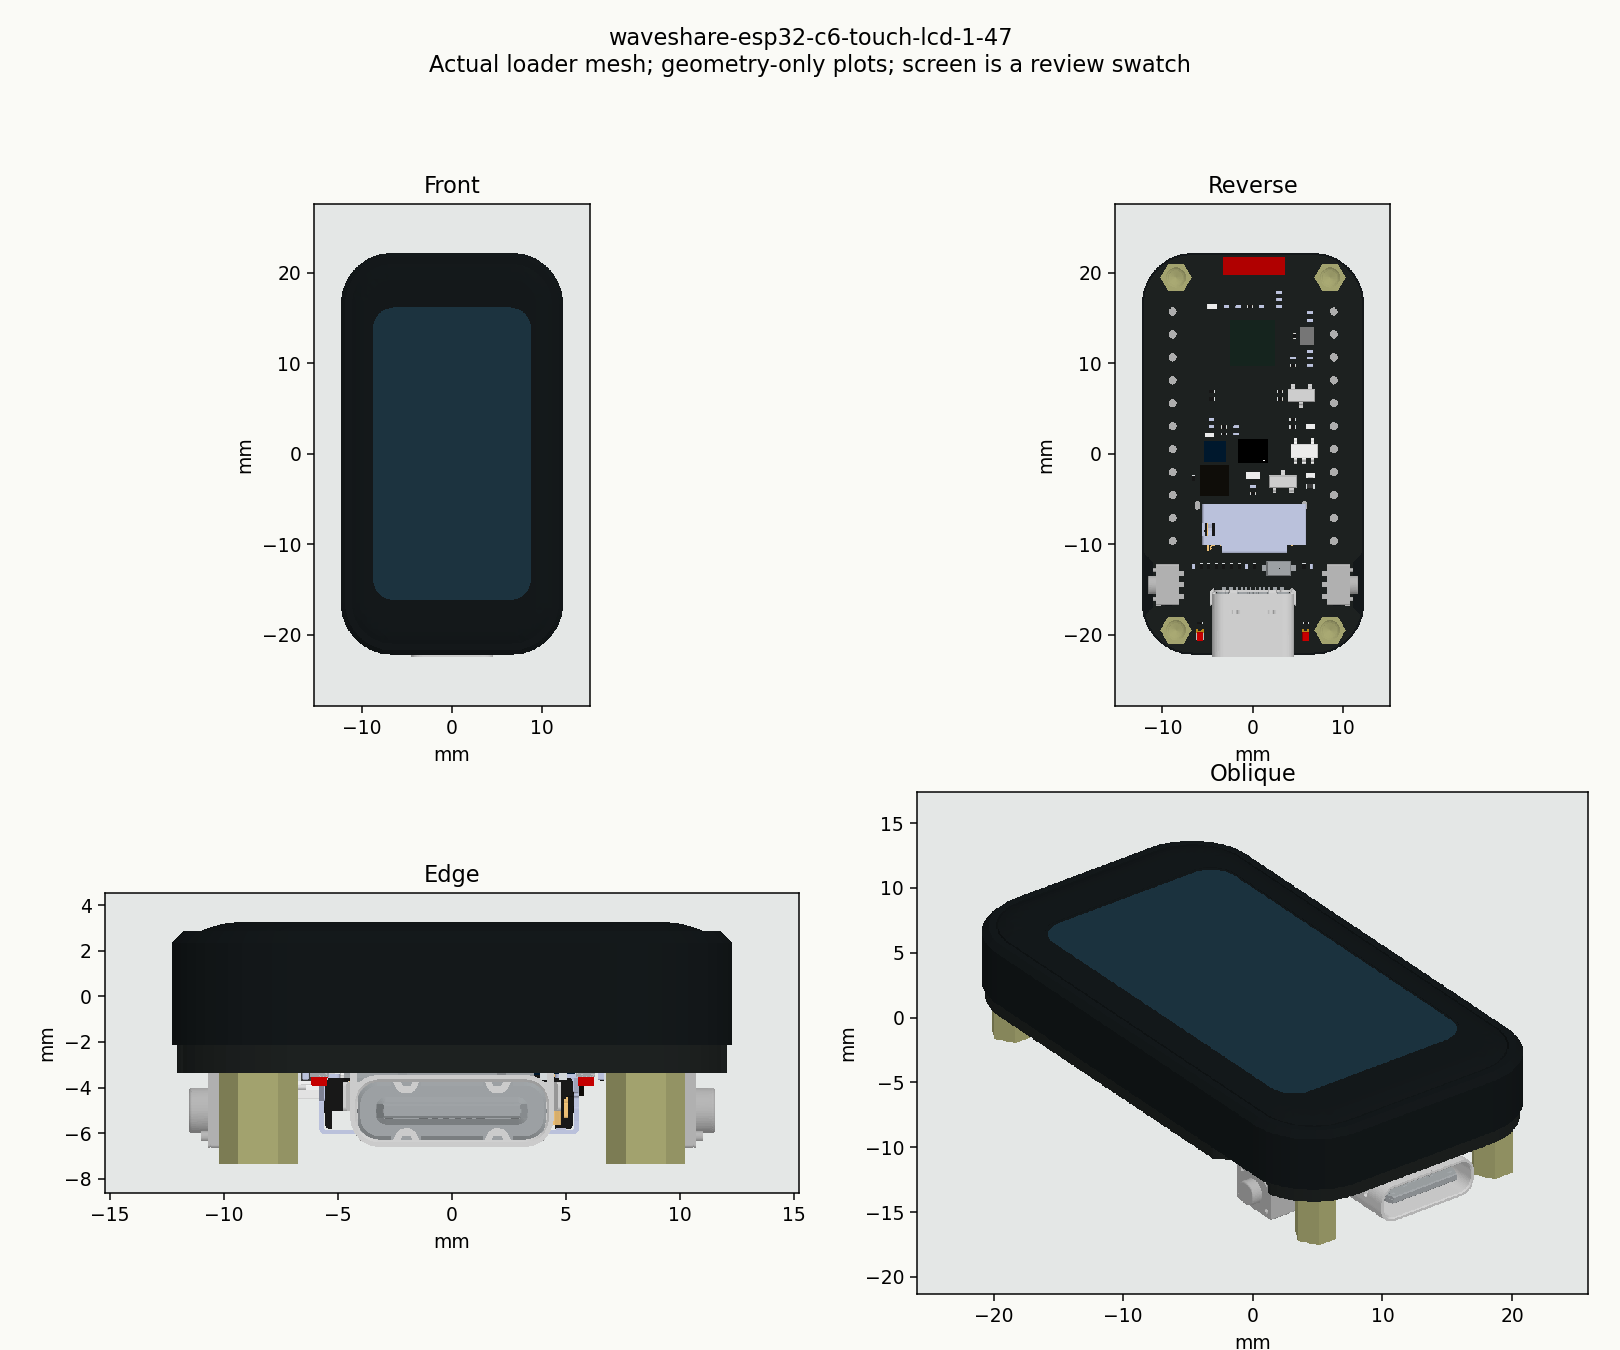 waveshare-esp32-c6-touch-lcd-1-47
Actual loader mesh; geometry-only plots; screen is a review swatch
Front
20
10
0
−10
−20
mm
−10 0 10
mm
Reverse
20
10
0
−10
−20
mm
−10 0 10
mm
Edge
4
2
0
−2
−4
−6
−8
mm
−15 −10 −5 0 5 10 15
mm
Oblique
15
10
5
0
−5
−10
−15
−20
mm
−20 −10 0 10 20
mm